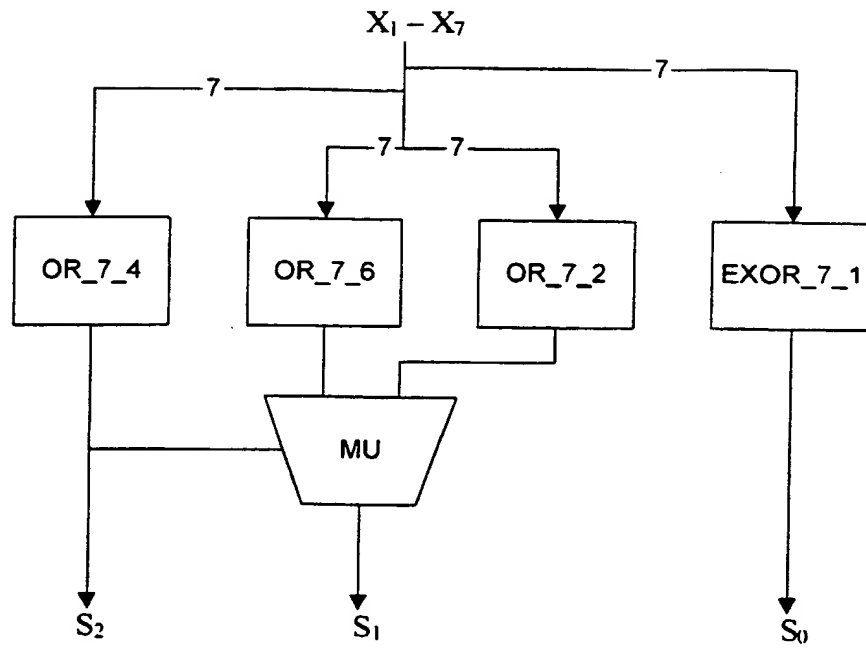 X₁ – X₇
7
7
7 7
OR_7_4 OR_7_6 OR_7_2 EXOR_7_1
MU
S₂ S₁ S₀